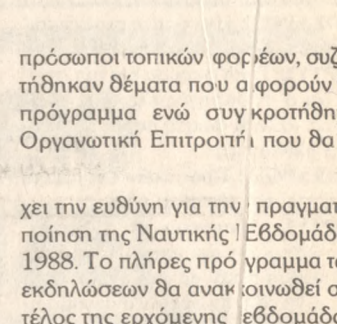 πρόσωποι τοπικών φορέων, συζ
τήθηκαν θέματα που αφορούν
πρόγραμμα ενώ συγκροτήθη
Οργανωτική Επιτροπή που θα
χει την ευθύνη για την πραγματ
ποίηση της Ναυτικής Εβδομάδ
1988. Το πλήρες πρόγραμμα τ
εκδηλώσεων θα ανακοινωθεί σ
τέλος της ερχόμενης εβδομάδα